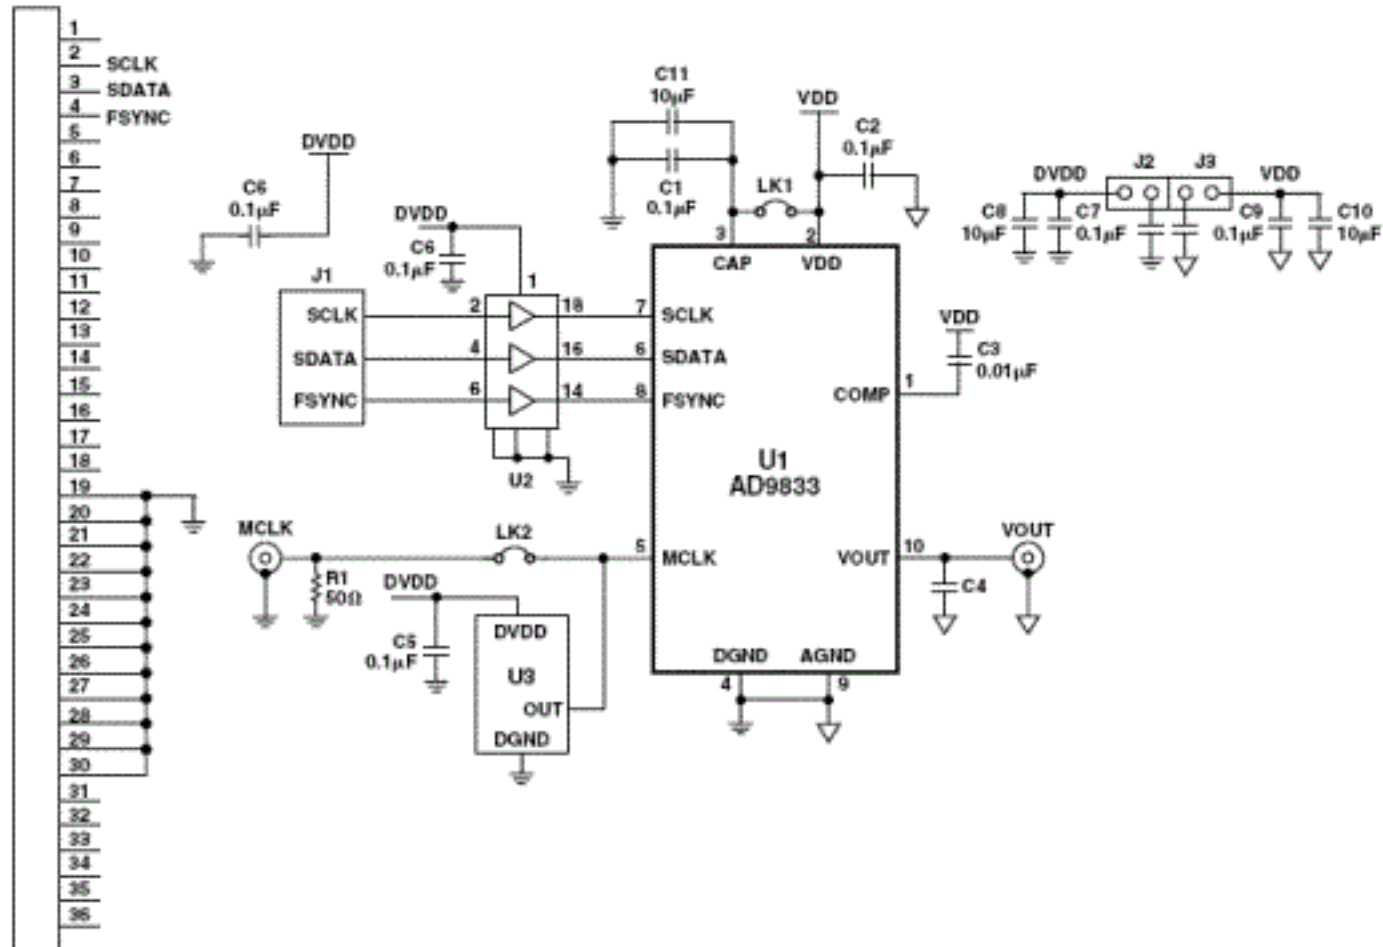 1
2
SCLK
3
SDATA
4
FSYNC
5
6
7
8
9
10
11
12
13
14
15
16
17
18
19
20
21
22
23
24
25
26
27
28
29
30
31
32
33
34
35
36
DVDD
C6
0.1µF
DVDD
C6
0.1µF
J1
SCLK
SDATA
FSYNC
1
2
18
4
16
6
14
U2
C11
10µF
C1
0.1µF
LK1
VDD
C2
0.1µF
3
2
CAP
VDD
7
SCLK
6
SDATA
8
FSYNC
U1
AD9833
COMP
1
VDD
C3
0.01µF
DVDD
J2
J3
VDD
C8
10µF
C7
0.1µF
C9
0.1µF
C10
10µF
MCLK
LK2
R1
50Ω
5
MCLK
DVDD
C5
0.1µF
DVDD
U3
OUT
DGND
VOUT
10
VOUT
C4
DGND
AGND
4
9